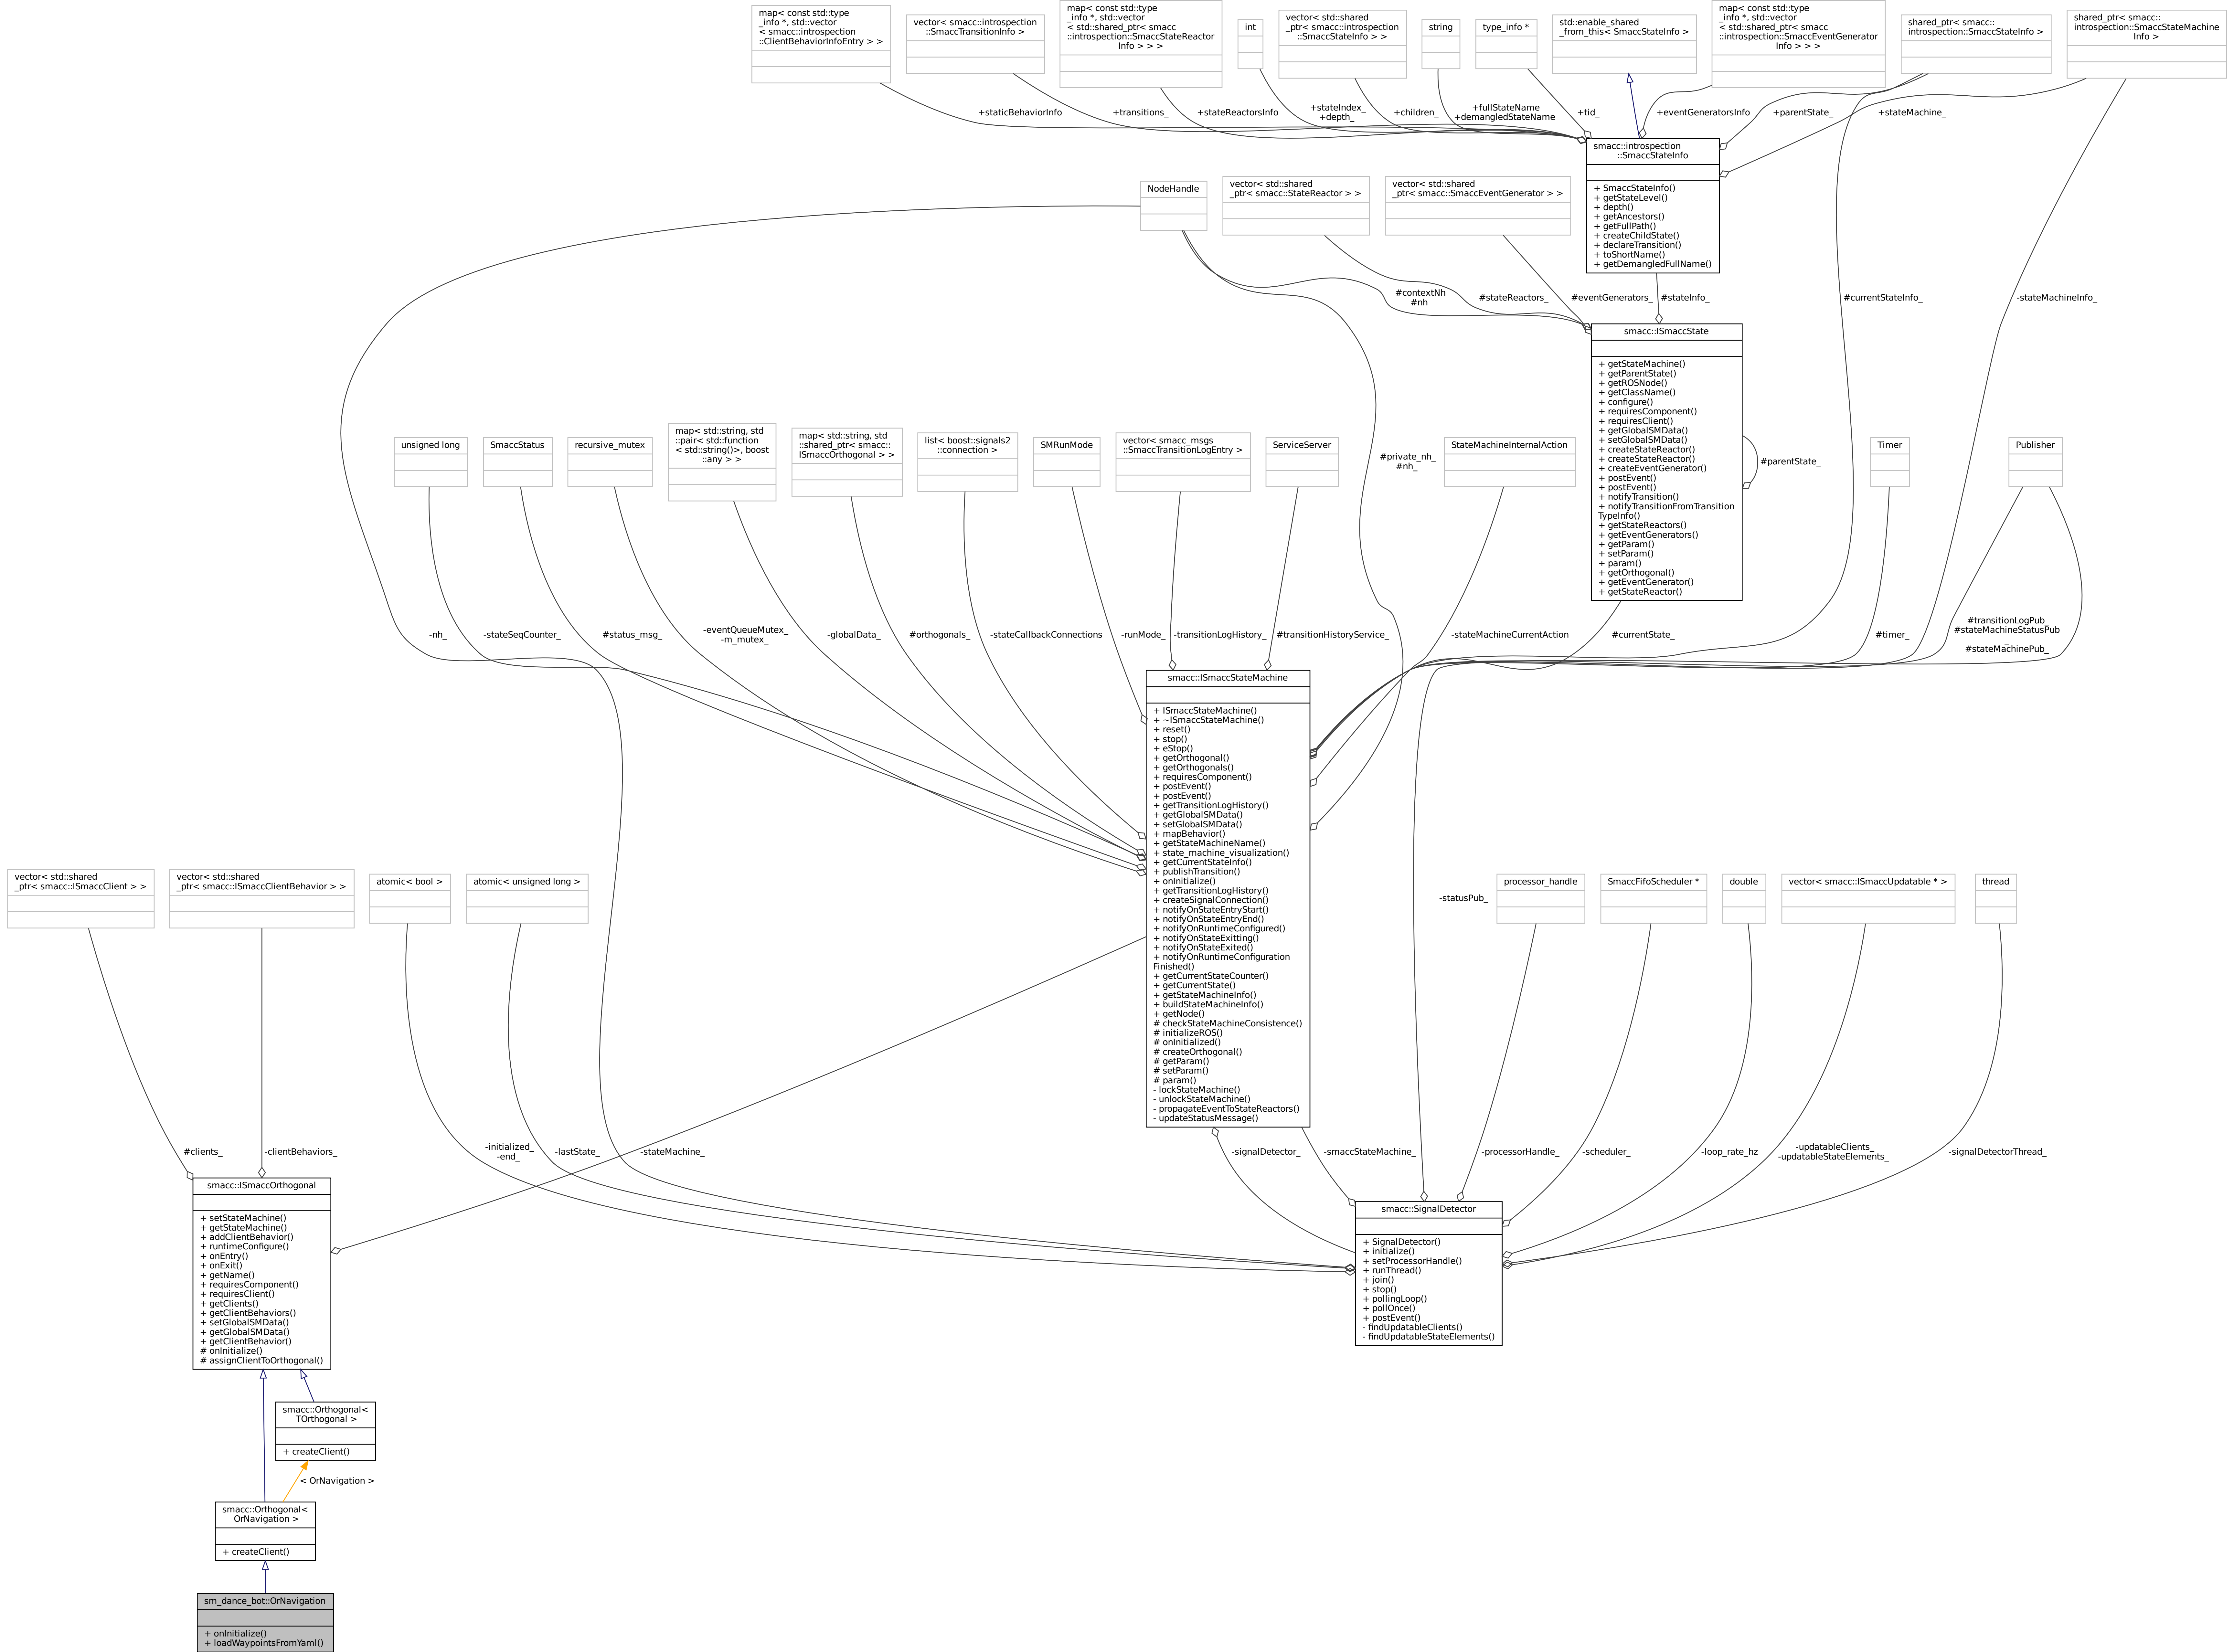 map< const std::type
_info *, std::vector
< smacc::introspection
::ClientBehaviorInfoEntry > >
vector< smacc::introspection
::SmaccTransitionInfo >
map< const std::type
_info *, std::vector
< std::shared_ptr< smacc
::introspection::SmaccStateReactor
Info > > >
int
vector< std::shared
_ptr< smacc::introspection
::SmaccStateInfo > >
string
type_info *
std::enable_shared
_from_this< SmaccStateInfo >
map< const std::type
_info *, std::vector
< std::shared_ptr< smacc
::introspection::SmaccEventGenerator
Info > > >
shared_ptr< smacc::
introspection::SmaccStateInfo >
shared_ptr< smacc::
introspection::SmaccStateMachine
Info >
+staticBehaviorInfo
+transitions_
+stateReactorsInfo
+stateIndex_
+depth_
+children_
+fullStateName
+demangledStateName
+tid_
+eventGeneratorsInfo
+parentState_
+stateMachine_
smacc::introspection
::SmaccStateInfo
+ SmaccStateInfo()
+ getStateLevel()
+ depth()
+ getAncestors()
+ getFullPath()
+ createChildState()
+ declareTransition()
+ toShortName()
+ getDemangledFullName()
NodeHandle
vector< std::shared
_ptr< smacc::StateReactor > >
vector< std::shared
_ptr< smacc::SmaccEventGenerator > >
#contextNh
#nh
#stateReactors_
#eventGenerators_
#stateInfo_
#currentStateInfo_
-stateMachineInfo_
smacc::ISmaccState
+ getStateMachine()
+ getParentState()
+ getROSNode()
+ getClassName()
+ configure()
+ requiresComponent()
+ requiresClient()
+ getGlobalSMData()
+ setGlobalSMData()
+ createStateReactor()
+ createStateReactor()
+ createEventGenerator()
+ postEvent()
+ postEvent()
+ notifyTransition()
+ notifyTransitionFromTransition
TypeInfo()
+ getStateReactors()
+ getEventGenerators()
+ getParam()
+ setParam()
+ param()
+ getOrthogonal()
+ getEventGenerator()
+ getStateReactor()
#parentState_
unsigned long
SmaccStatus
recursive_mutex
map< std::string, std
::pair< std::function
< std::string()>, boost
::any > >
map< std::string, std
::shared_ptr< smacc::
ISmaccOrthogonal > >
list< boost::signals2
::connection >
SMRunMode
vector< smacc_msgs
::SmaccTransitionLogEntry >
ServiceServer
#private_nh_
#nh_
StateMachineInternalAction
Timer
Publisher
-nh_
-stateSeqCounter_
#status_msg_
-eventQueueMutex_
-m_mutex_
-globalData_
#orthogonals_
-stateCallbackConnections
-runMode_
-transitionLogHistory_
#transitionHistoryService_
-stateMachineCurrentAction
#currentState_
#timer_
#transitionLogPub_
#stateMachineStatusPub
_
#stateMachinePub_
smacc::ISmaccStateMachine
+ ISmaccStateMachine()
+ ~ISmaccStateMachine()
+ reset()
+ stop()
+ eStop()
+ getOrthogonal()
+ getOrthogonals()
+ requiresComponent()
+ postEvent()
+ postEvent()
+ getTransitionLogHistory()
+ getGlobalSMData()
+ setGlobalSMData()
+ mapBehavior()
+ getStateMachineName()
+ state_machine_visualization()
+ getCurrentStateInfo()
+ publishTransition()
+ onInitialize()
+ getTransitionLogHistory()
+ createSignalConnection()
+ notifyOnStateEntryStart()
+ notifyOnStateEntryEnd()
+ notifyOnRuntimeConfigured()
+ notifyOnStateExitting()
+ notifyOnStateExited()
+ notifyOnRuntimeConfiguration
Finished()
+ getCurrentStateCounter()
+ getCurrentState()
+ getStateMachineInfo()
+ buildStateMachineInfo()
+ getNode()
# checkStateMachineConsistence()
# initializeROS()
# onInitialized()
# createOrthogonal()
# getParam()
# setParam()
# param()
- lockStateMachine()
- unlockStateMachine()
- propagateEventToStateReactors()
- updateStatusMessage()
vector< std::shared
_ptr< smacc::ISmaccClient > >
vector< std::shared
_ptr< smacc::ISmaccClientBehavior > >
atomic< bool >
atomic< unsigned long >
-statusPub_
processor_handle
SmaccFifoScheduler *
double
vector< smacc::ISmaccUpdatable * >
thread
#clients_
-clientBehaviors_
-initialized_
-end_
-lastState_
-stateMachine_
-signalDetector_
-smaccStateMachine_
-processorHandle_
-scheduler_
-loop_rate_hz
-updatableClients_
-updatableStateElements_
-signalDetectorThread_
smacc::ISmaccOrthogonal
+ setStateMachine()
+ getStateMachine()
+ addClientBehavior()
+ runtimeConfigure()
+ onEntry()
+ onExit()
+ getName()
+ requiresComponent()
+ requiresClient()
+ getClients()
+ getClientBehaviors()
+ setGlobalSMData()
+ getGlobalSMData()
+ getClientBehavior()
# onInitialize()
# assignClientToOrthogonal()
smacc::SignalDetector
+ SignalDetector()
+ initialize()
+ setProcessorHandle()
+ runThread()
+ join()
+ stop()
+ pollingLoop()
+ pollOnce()
+ postEvent()
- findUpdatableClients()
- findUpdatableStateElements()
smacc::Orthogonal<
TOrthogonal >
+ createClient()
< OrNavigation >
smacc::Orthogonal<
OrNavigation >
+ createClient()
sm_dance_bot::OrNavigation
+ onInitialize()
+ loadWaypointsFromYaml()